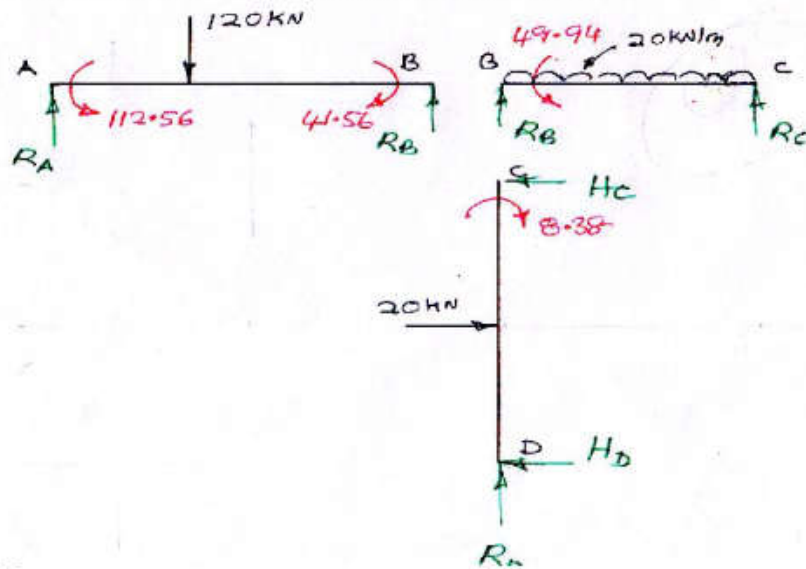 120KN
49.94
20KN/m
A
B
B
C
112.56
41.56
RA
RB
RB
RC
C
HC
8.38
20KN
D
HD
RD